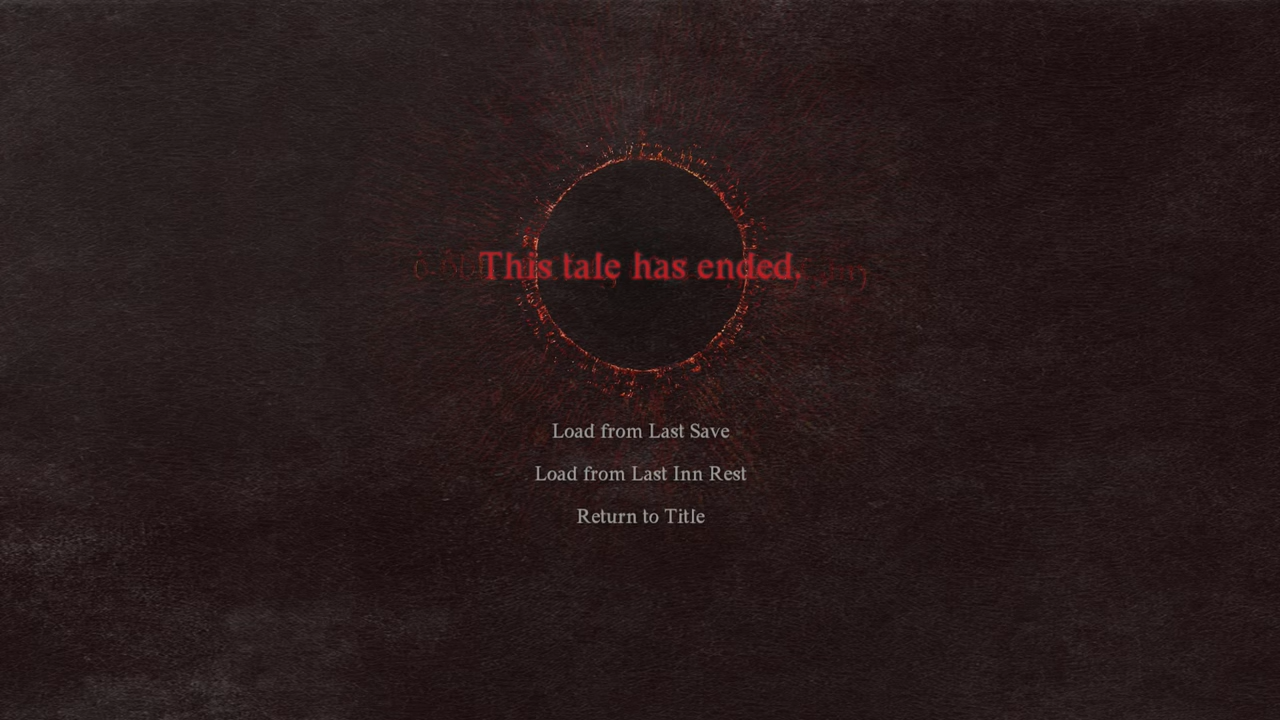 This tale has ended.
Load from Last Save
Load from Last Inn Rest
Return to Title